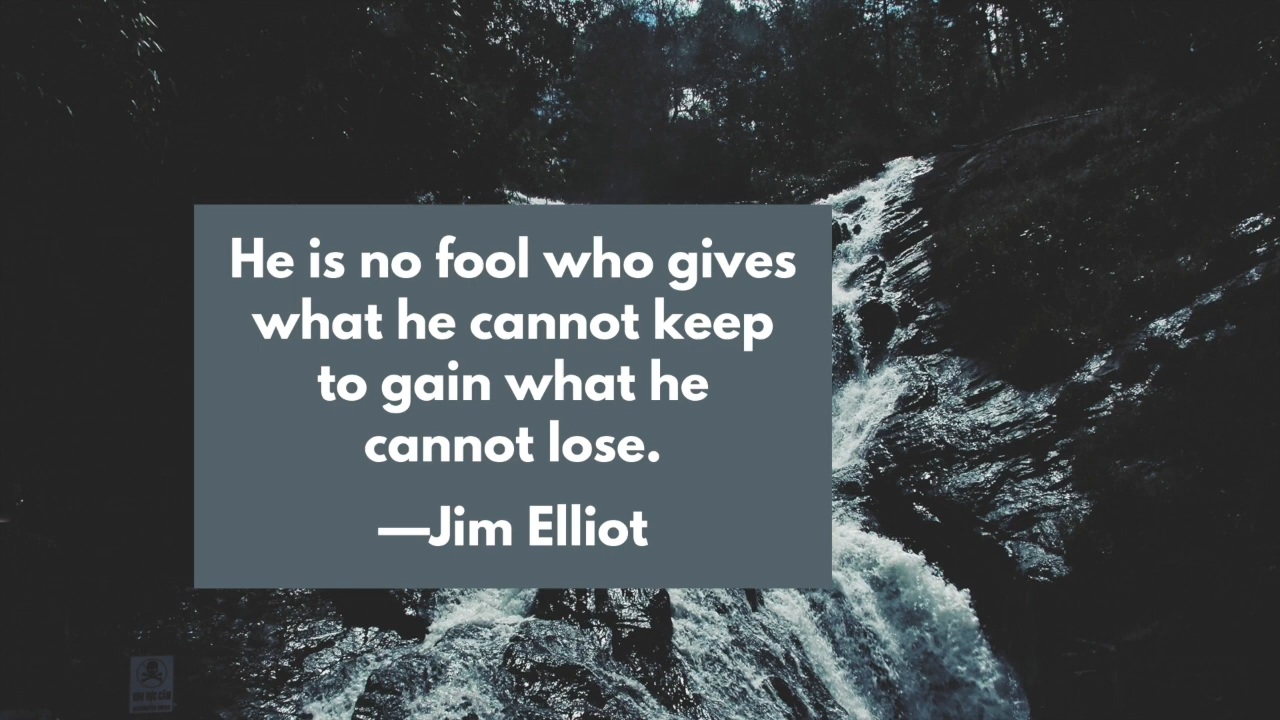 He is no fool who gives
what he cannot keep
to gain what he
cannot lose.
—Jim Elliot